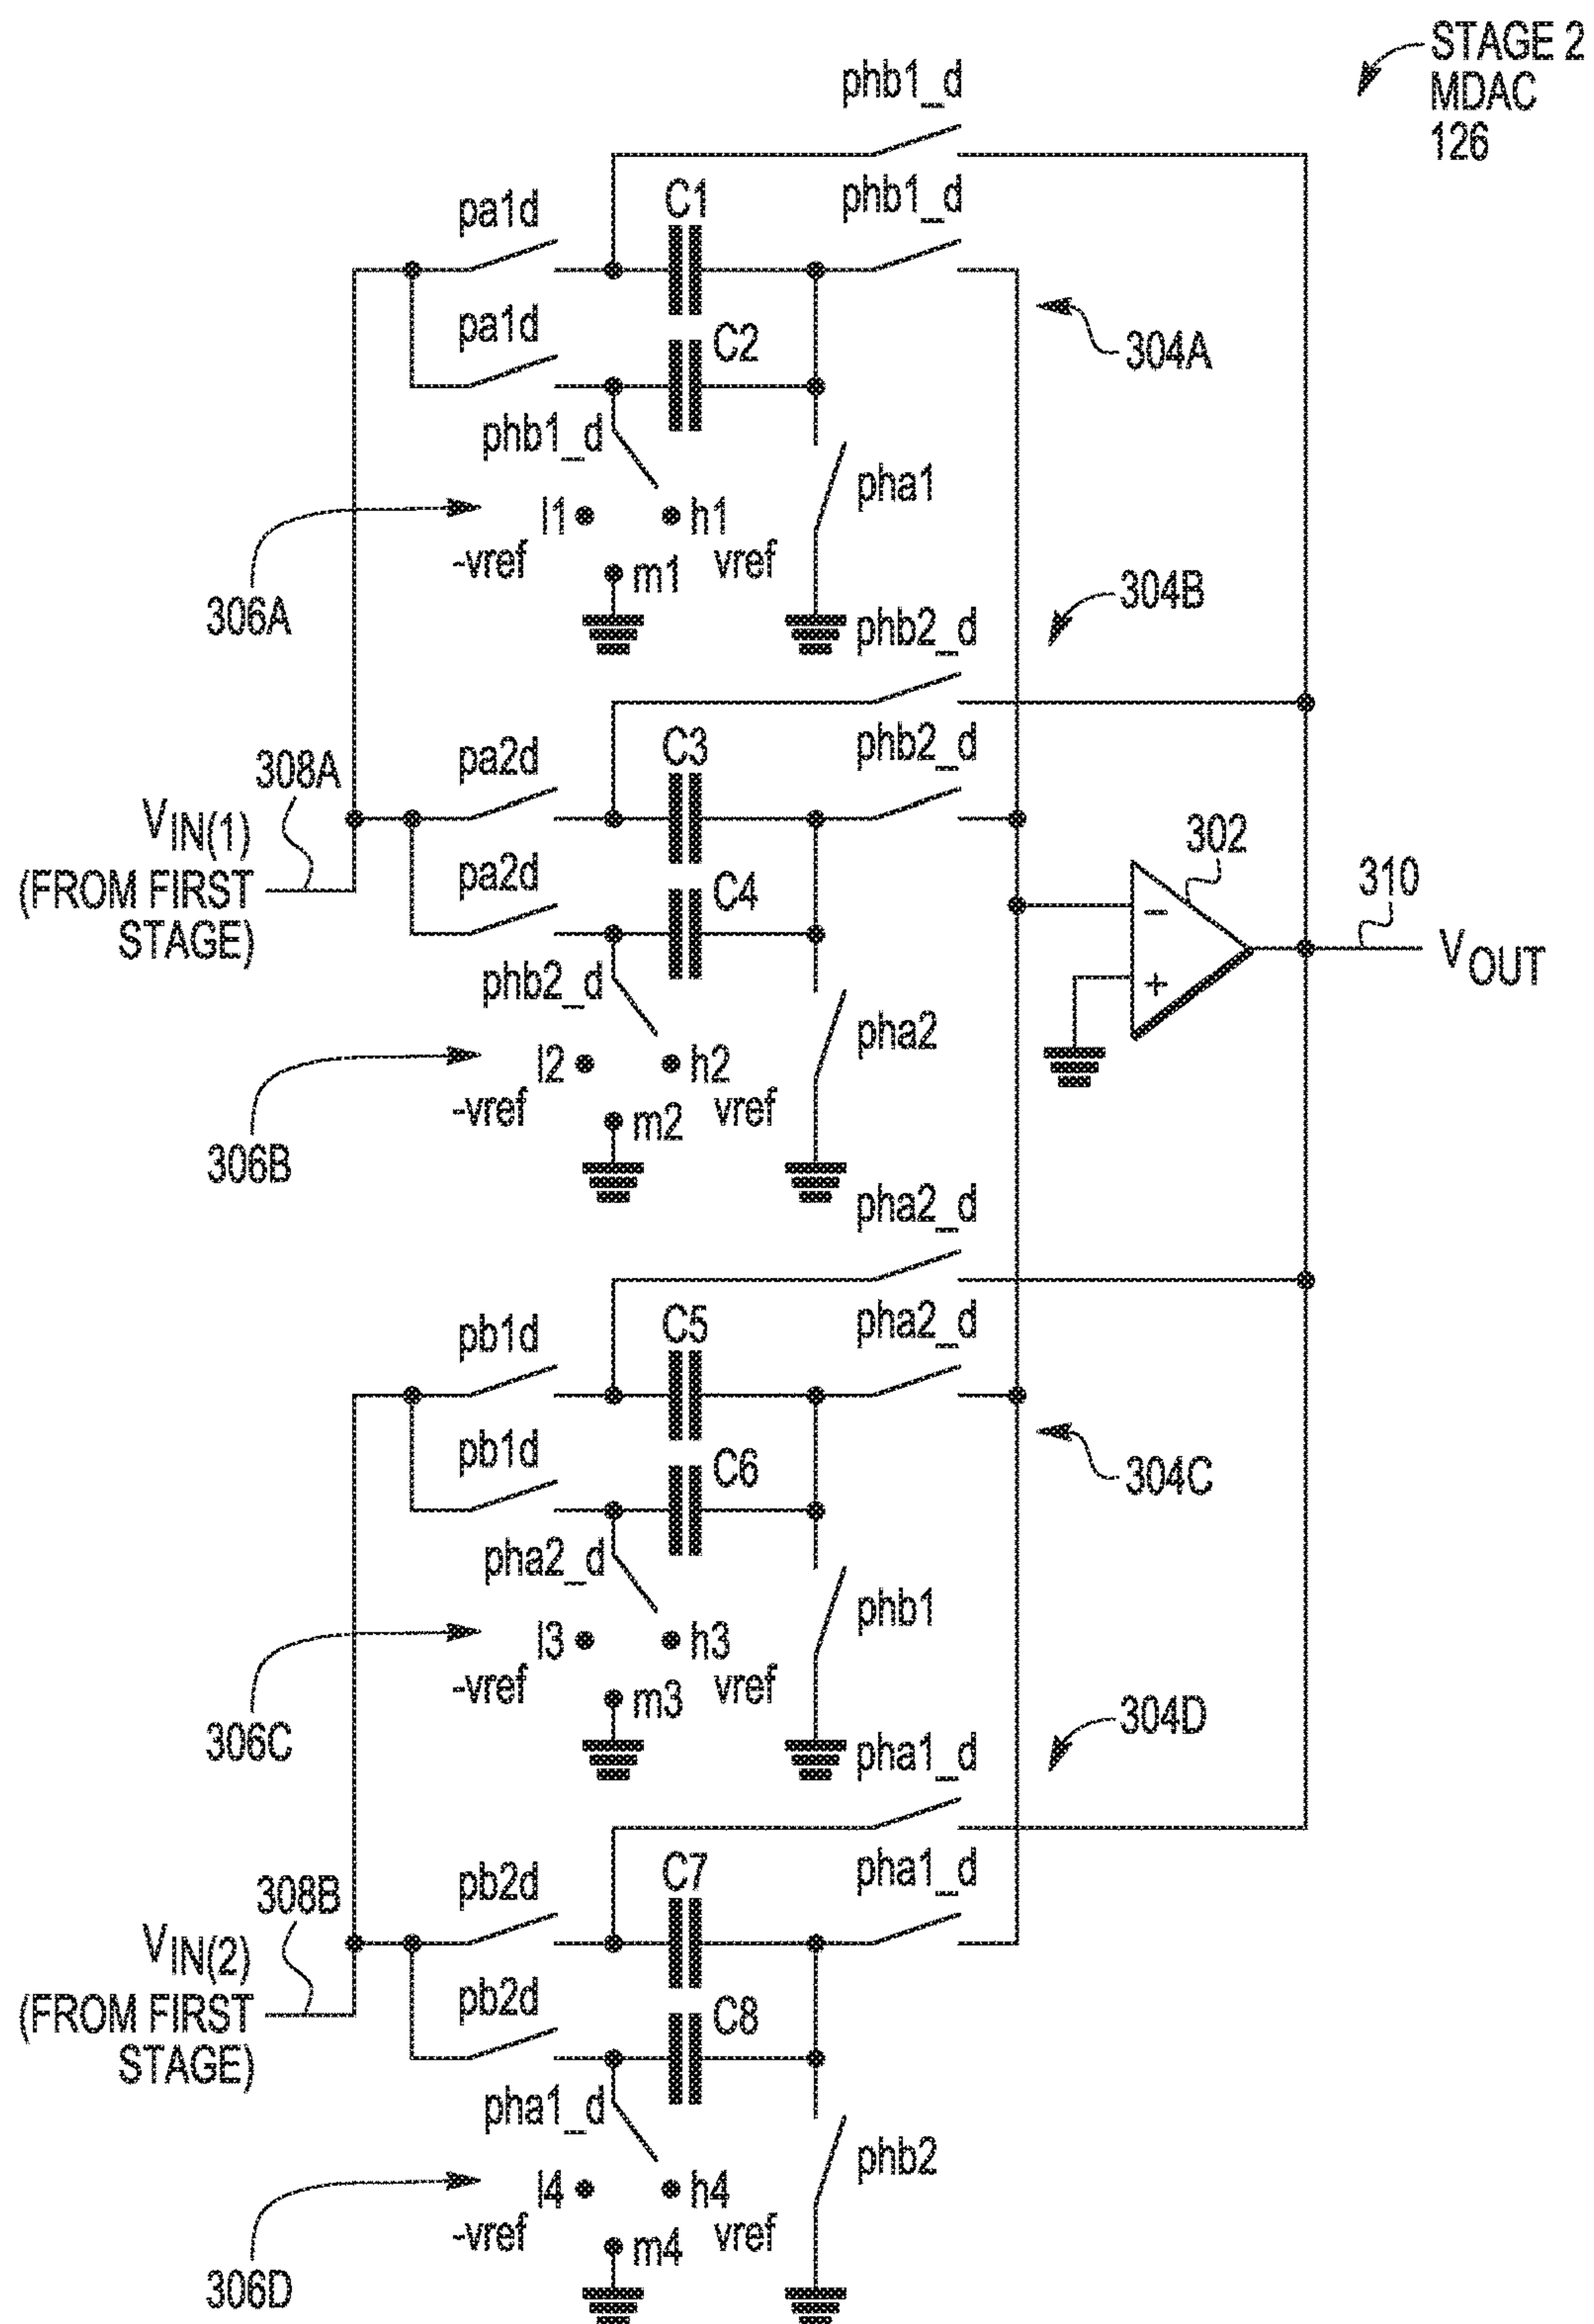 STAGE 2
MDAC
126
phb1_d
phb1_d
pa1d
C1
304A
pa1d
C2
phb1_d
pha1
l1
h1
-vref
vref
m1
306A
304B
phb2_d
phb2_d
308A
pa2d
C3
VIN(1)
(FROM FIRST
STAGE)
302
310
pa2d
C4
-
+
VOUT
phb2_d
pha2
l2
h2
-vref
vref
m2
306B
pha2_d
pha2_d
pb1d
C5
pb1d
C6
304C
pha2_d
phb1
l3
h3
-vref
vref
m3
306C
304D
pha1_d
pha1_d
308B
pb2d
C7
VIN(2)
(FROM FIRST
STAGE)
pb2d
C8
pha1_d
phb2
l4
h4
-vref
vref
m4
306D